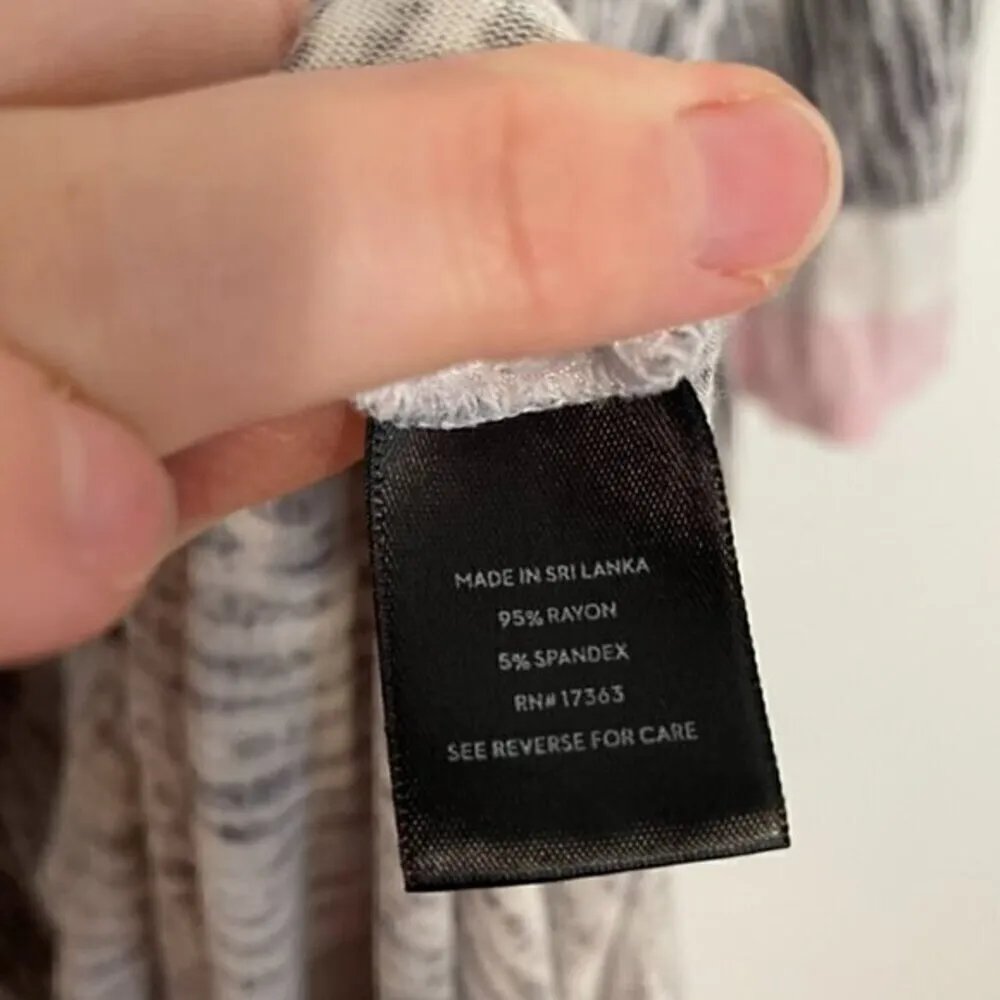 MADE IN SRI LANKA
95% RAYON
5% SPANDEX
RN# 17363
SEE REVERSE FOR CARE